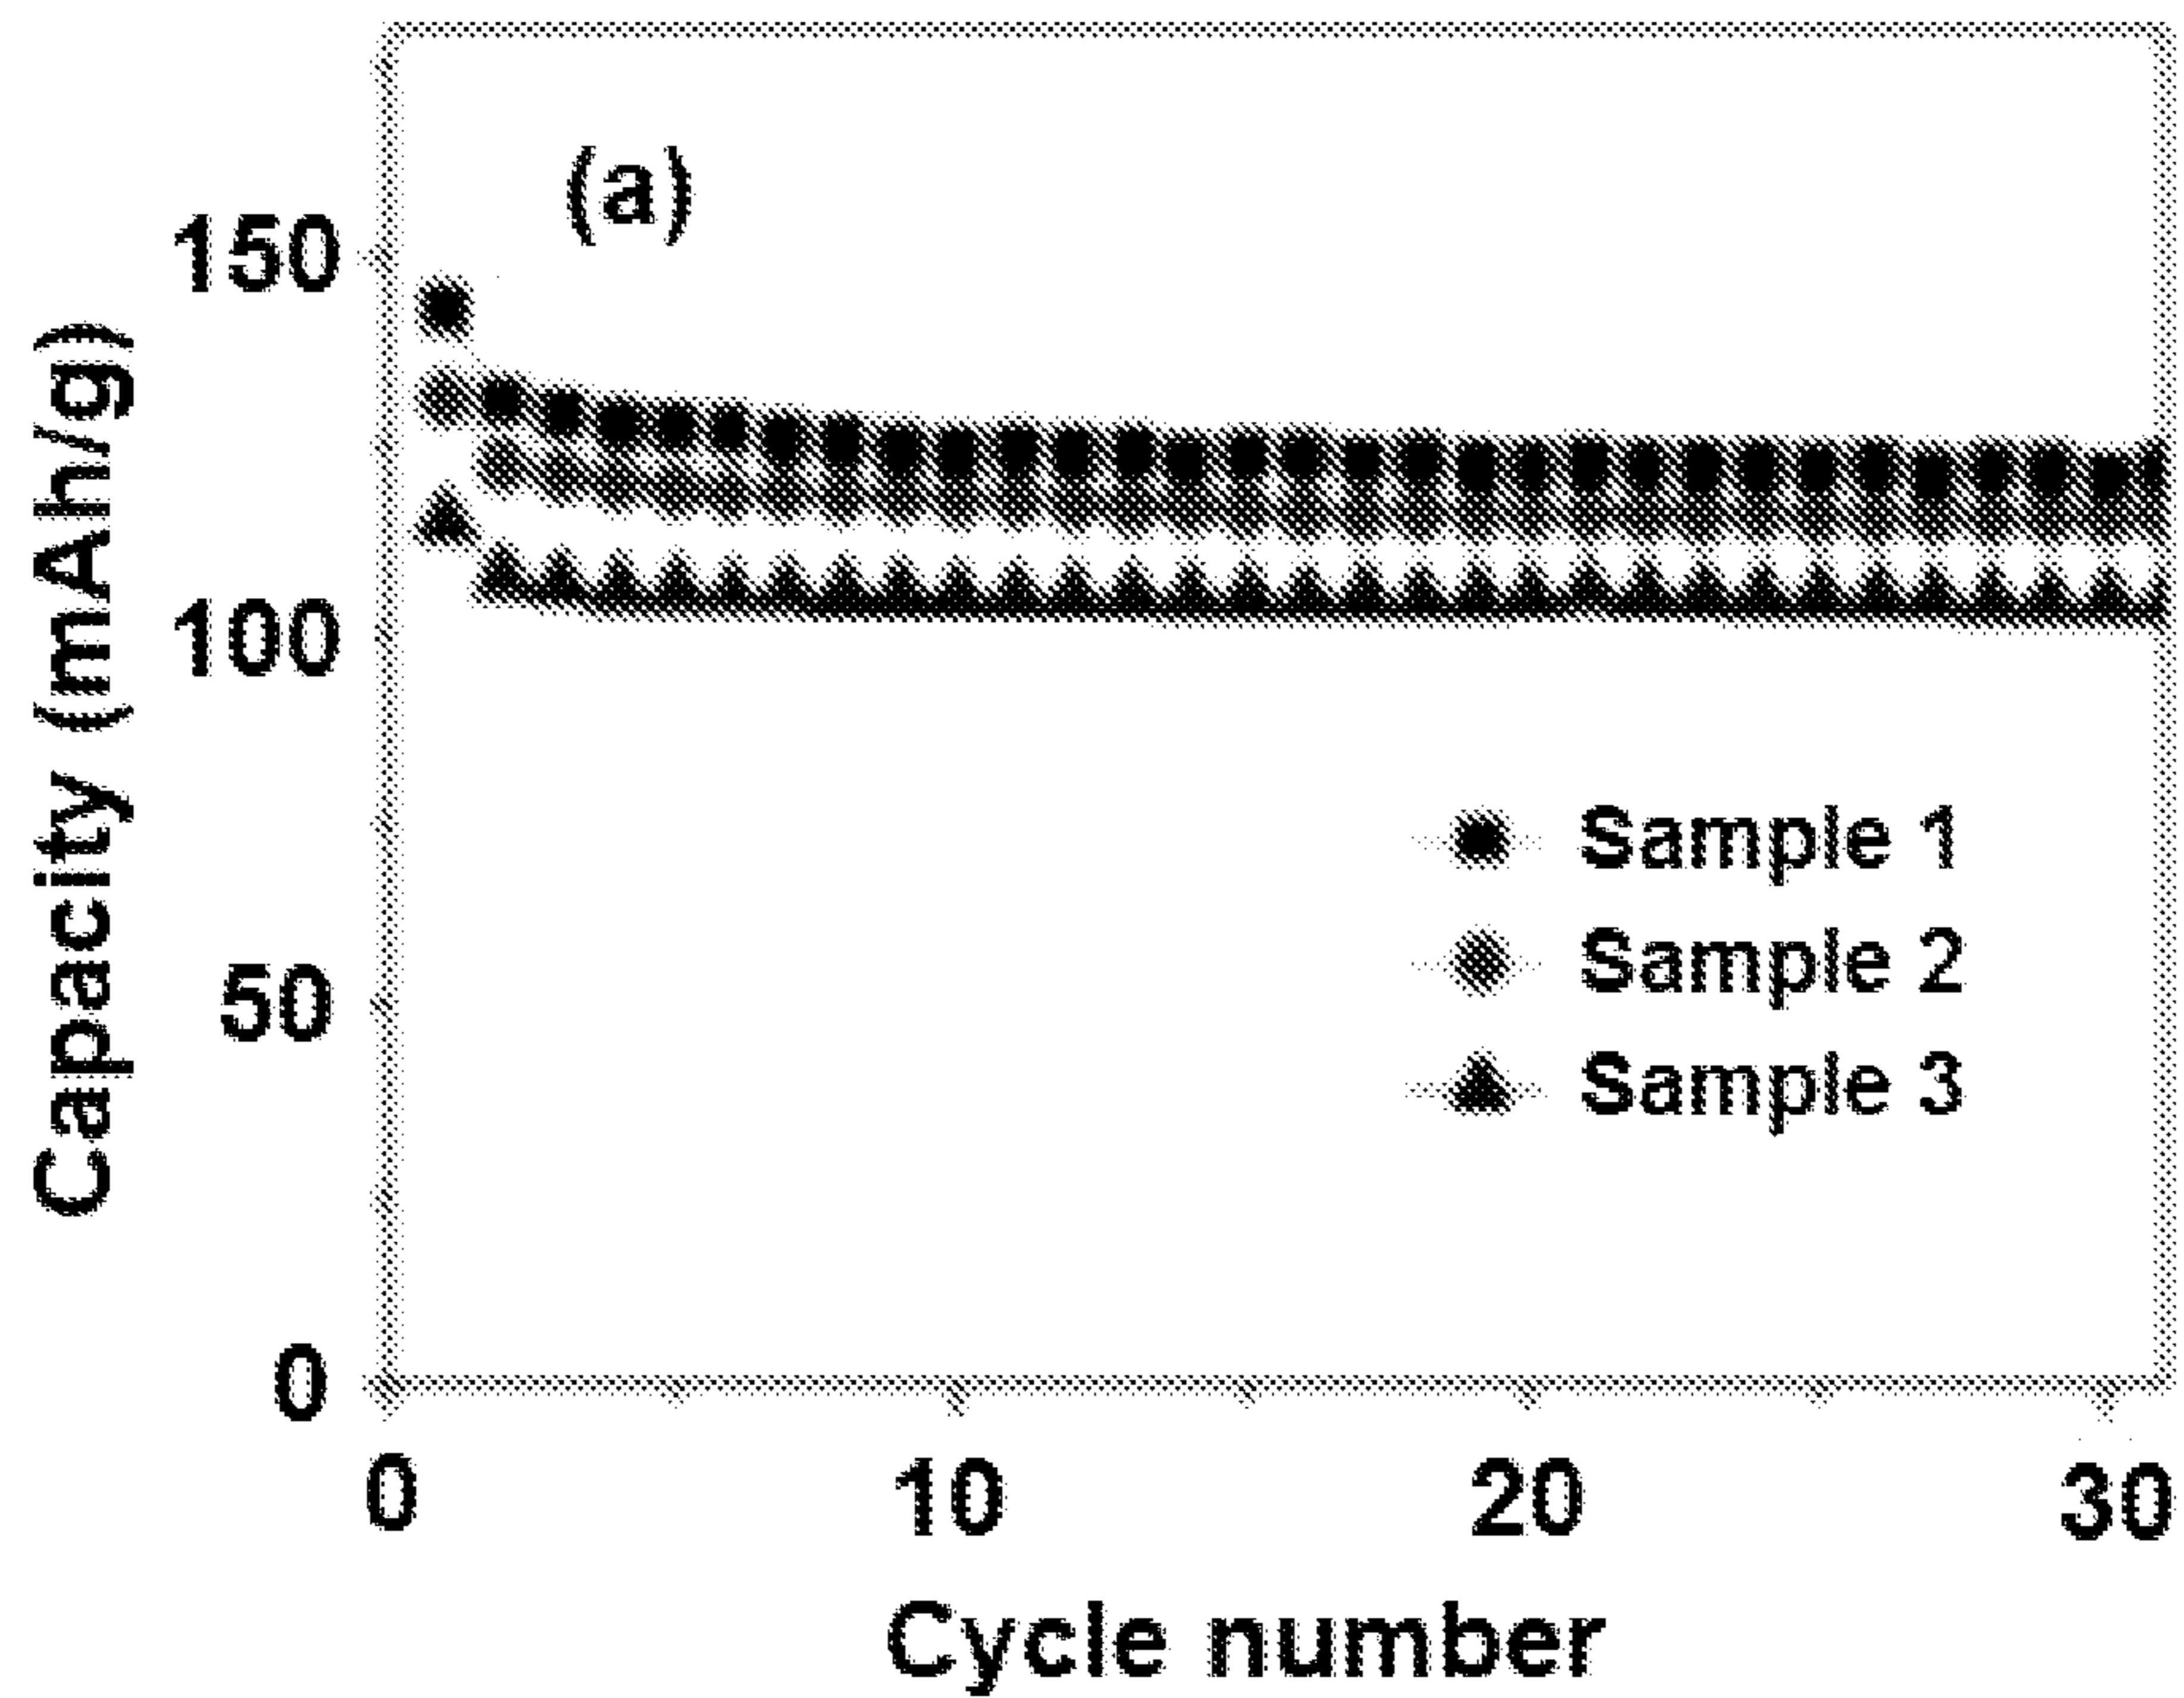 (a)
150
100
50
0
Capacity (mAh/g)
Sample 1
Sample 2
Sample 3
0 10 20 30
Cycle number